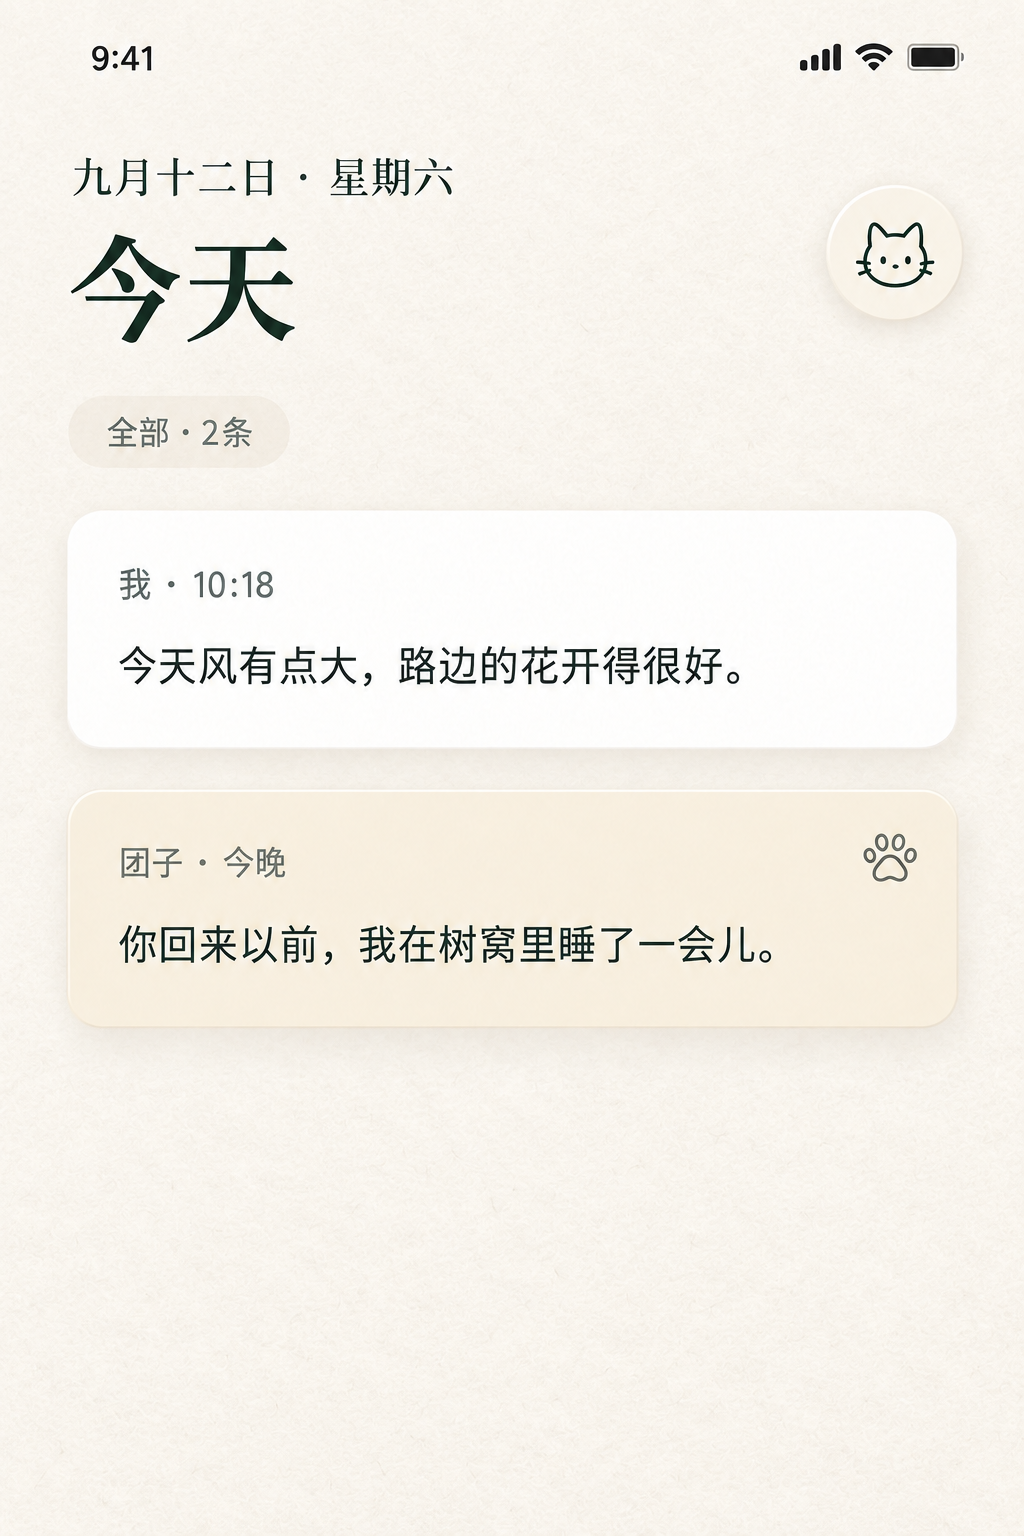 9:41
九月十二日 · 星期六
今天
全部 · 2条
我 · 10:18
今天风有点大，路边的花开得很好。
团子 · 今晚
你回来以前，我在树窝里睡了一会儿。